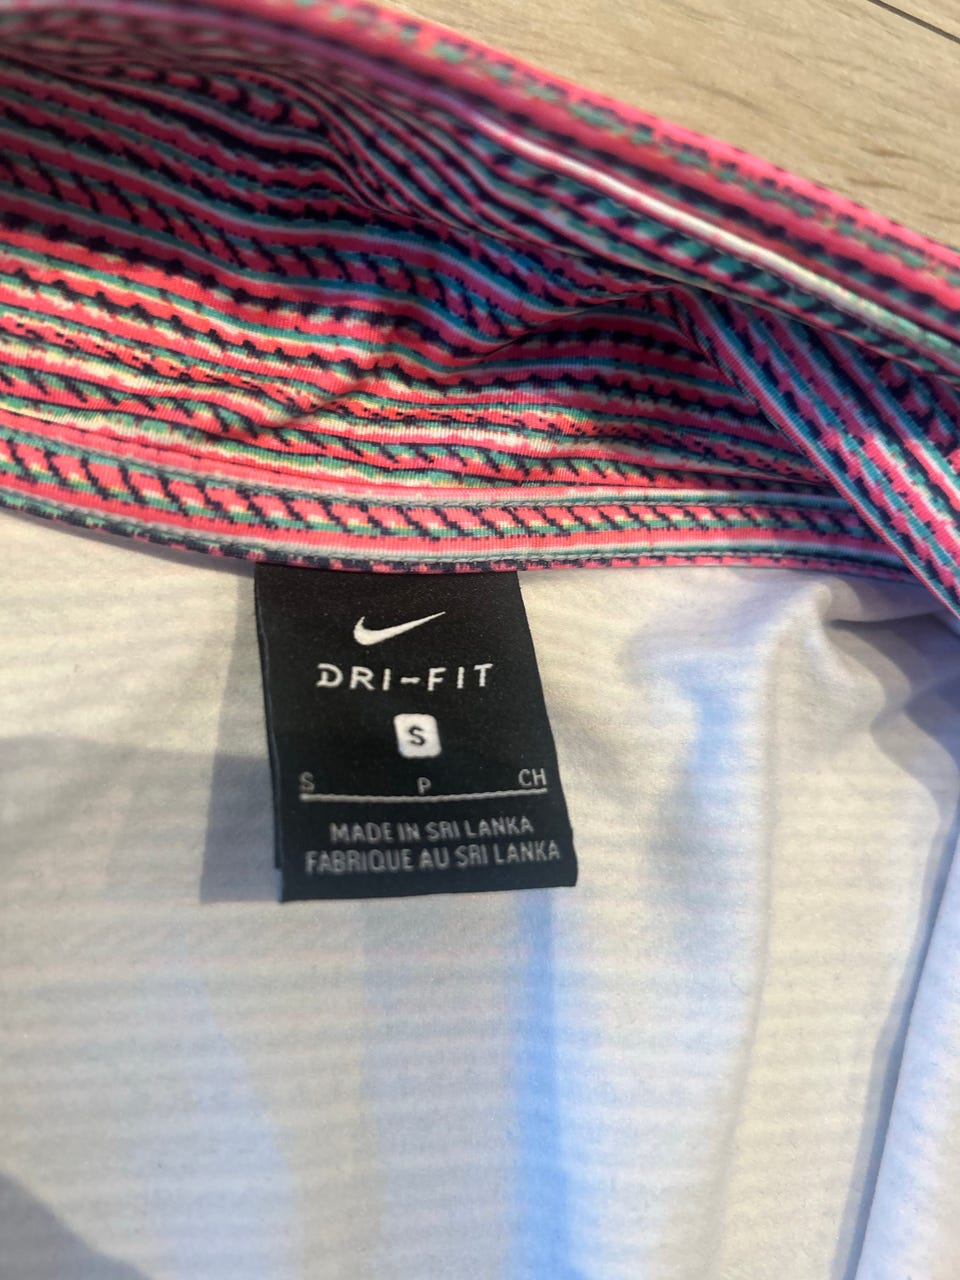 DRI-FIT
S
S P CH
MADE IN SRI LANKA
FABRIQUE AU SRI LANKA